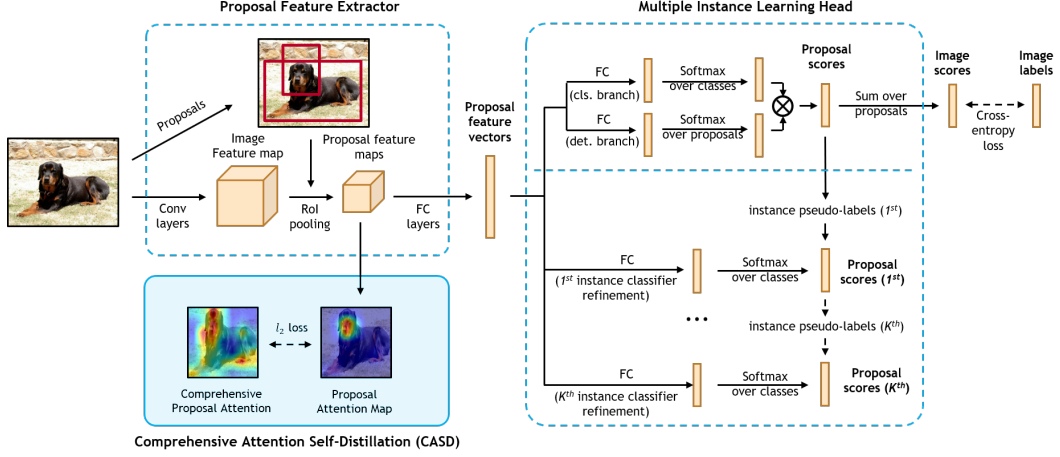 Proposal Feature Extractor
Multiple Instance Learning Head
Proposals
Image
Feature map
Proposal feature
maps
Conv
layers
RoI
pooling
FC
layers
Proposal
feature
vectors
FC
(cls. branch)
Softmax
over classes
FC
(det. branch)
Softmax
over proposals
Proposal
scores
Sum over
proposals
Image
scores
Image
labels
Cross-
entropy
loss
instance pseudo-labels (1st)
FC
(1st instance classifier
refinement)
Softmax
over classes
Proposal
scores (1st)
...
instance pseudo-labels (Kth)
FC
(Kth instance classifier
refinement)
Softmax
over classes
Proposal
scores (Kth)
l2 loss
Comprehensive
Proposal Attention
Proposal
Attention Map
Comprehensive Attention Self-Distillation (CASD)